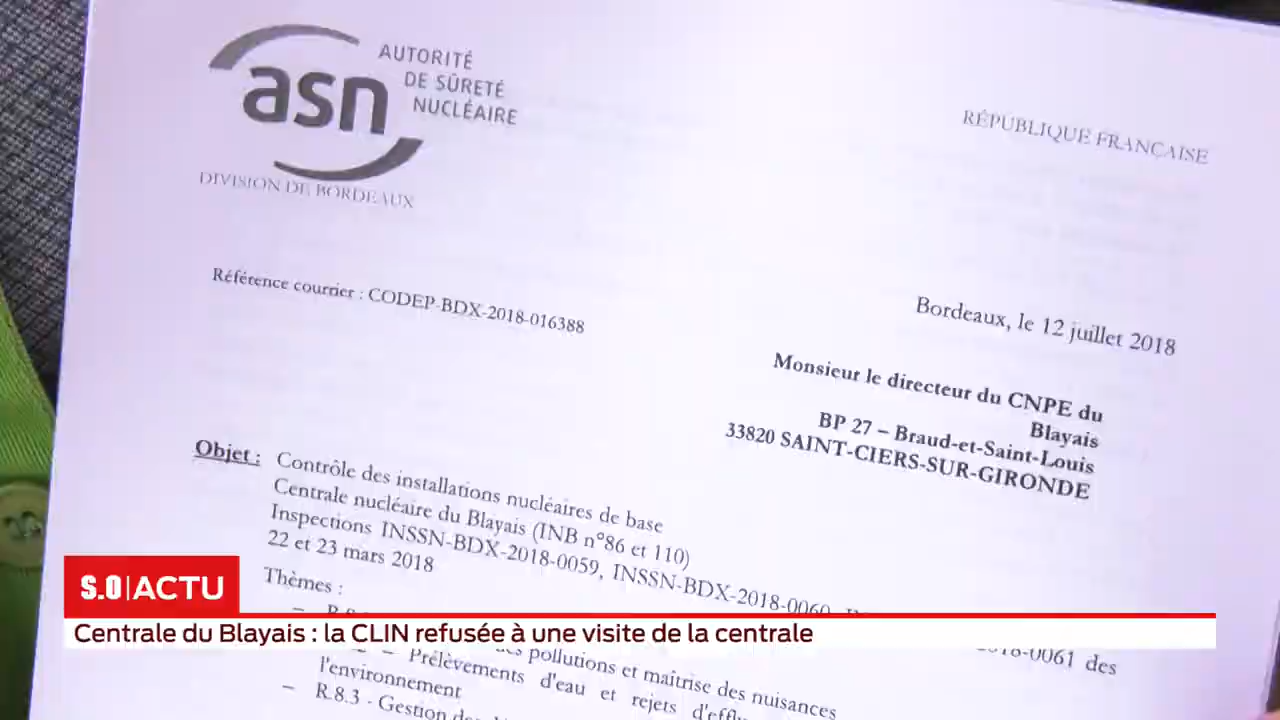 asn
AUTORITÉ
DE SÛRETÉ
NUCLÉAIRE
RÉPUBLIQUE FRANÇAISE
DIVISION DE BORDEAUX
Référence courrier : CODEP-BDX-2018-016388
Bordeaux, le 12 juillet 2018
Monsieur le directeur du CNPE du
Blayais
BP 27 – Braud-et-Saint-Louis
33820 SAINT-CIERS-SUR-GIRONDE
Objet : Contrôle des installations nucléaires de base
Centrale nucléaire du Blayais (INB n°86 et 110)
Inspections INSSN-BDX-2018-0059, INSSN-BDX-2018-0060, 2018-0061 des
22 et 23 mars 2018
Thèmes :
pollutions et maîtrise des nuisances
– Prélèvements d'eau et rejets
l'environnement
– R.8.3 - Gestion
S.O|ACTU
Centrale du Blayais : la CLIN refusée à une visite de la centrale